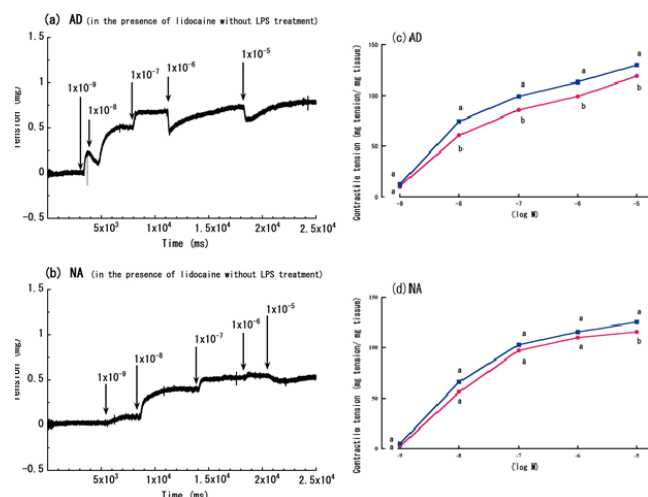 (a) AD (in the presence of lidocaine without LPS treatment)
1.5
1x10⁻⁹
1x10⁻⁸
1x10⁻⁷
1x10⁻⁶
1x10⁻⁵
1.0
0.5
0
-0.5
Tension (mg)
5x10³ 1x10⁴ 1.5x10⁴ 2x10⁴ 2.5x10⁴
Time (ms)
(b) NA (in the presence of lidocaine without LPS treatment)
1.5
1x10⁻⁹
1x10⁻⁸
1x10⁻⁷
1x10⁻⁶
1x10⁻⁵
1.0
0.5
0
-0.5
5x10³ 1x10⁴ 1.5x10⁴ 2x10⁴ 2.5x10⁴
Time (ms)
(c) AD
150
100
50
0
Contractile tension (mg tension/ mg tissue)
a a a a a
a b b b b
-9 -8 -7 -6 -5
(log M)
(d) NA
150
100
50
0
Contractile tension (mg tension/ mg tissue)
a a a a a
a a a a b
-9 -8 -7 -6 -5
(log M)